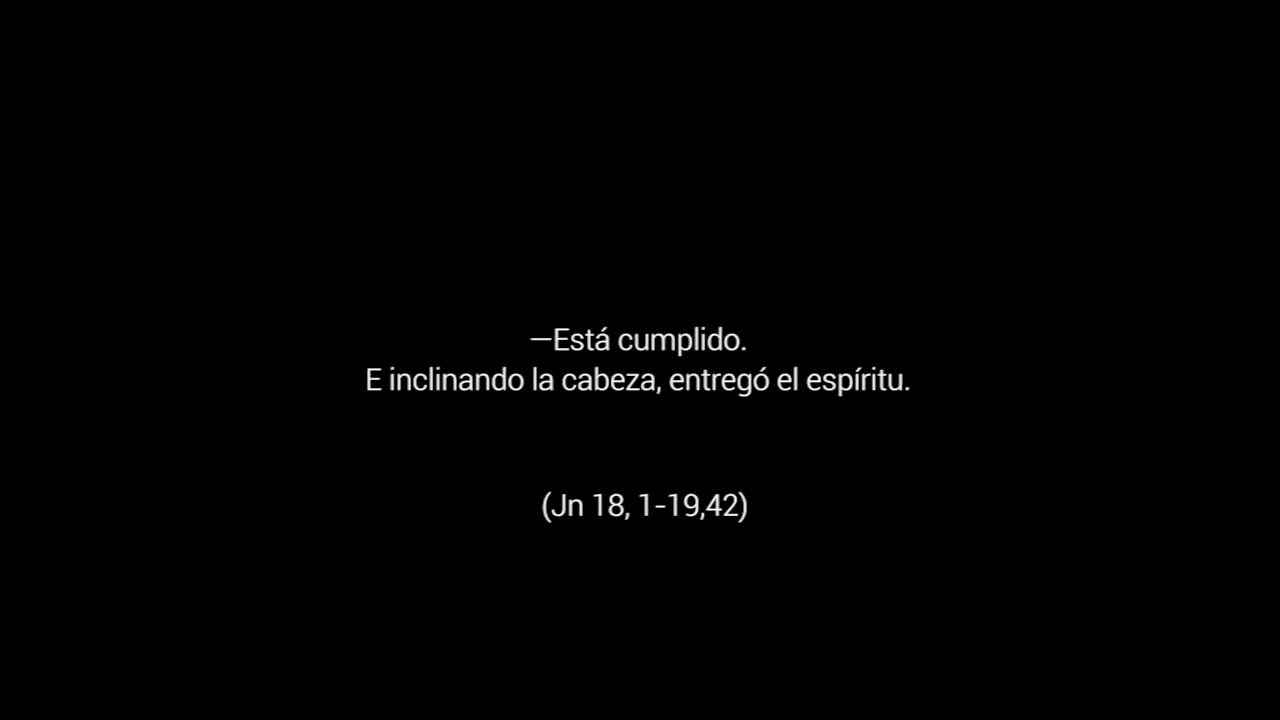 —Está cumplido.
E inclinando la cabeza, entregó el espíritu.
(Jn 18, 1-19,42)